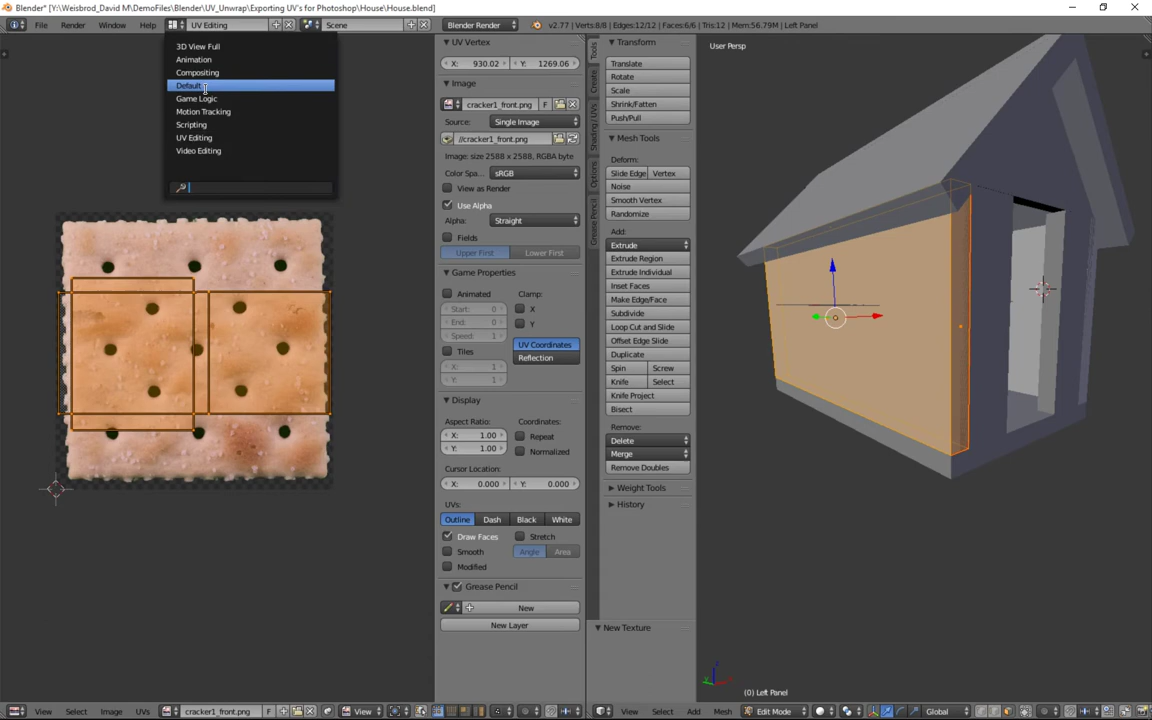 Blender* [Y:\Weisbrod_David M\DemoFiles\Blender\UV_Unwrap\Exporting UV's for Photoshop\House\House.blend]
File Render Window Help UV Editing Scene Blender Render v2.77 | Verts:8/8 | Edges:12/12 | Faces:6/6 | Tris:12 | Mem:56.79M | Left Panel
3D View Full
Animation
Compositing
Default
Game Logic
Motion Tracking
Scripting
UV Editing
Video Editing
UV Vertex
X: 930.02 Y: 1269.06
Image
cracker1_front.png F
Source: Single Image
//cracker1_front.png
Image: size 2588 x 2588, RGBA byte
Color Spa... sRGB
View as Render
Use Alpha
Alpha: Straight
Fields
Upper First Lower First
Game Properties
Animated Clamp:
Start: 0 X
End: 0 Y
Speed: 1
Tiles UV Coordinates
X: 1 Reflection
Y: 1
Display
Aspect Ratio: Coordinates:
X: 1.00 Repeat
Y: 1.00 Normalized
Cursor Location:
X: 0.000 Y: 0.000
UVs:
Outline Dash Black White
Draw Faces Stretch
Smooth Angle Area
Modified
Grease Pencil
New
New Layer
Tools
Create
Shading / UVs
Options
Grease Pencil
Transform
Translate
Rotate
Scale
Shrink/Fatten
Push/Pull
Mesh Tools
Deform:
Slide Edge Vertex
Noise
Smooth Vertex
Randomize
Add:
Extrude
Extrude Region
Extrude Individual
Inset Faces
Make Edge/Face
Subdivide
Loop Cut and Slide
Offset Edge Slide
Duplicate
Spin Screw
Knife Select
Knife Project
Bisect
Remove:
Delete
Merge
Remove Doubles
Weight Tools
History
New Texture
User Persp
(0) Left Panel
View Select Image UVs cracker1_front.png F View
View Select Add Mesh Edit Mode Global